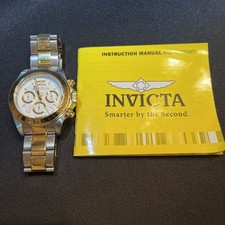 INSTRUCTION MANUAL
INVICTA
Smarter by the Second.